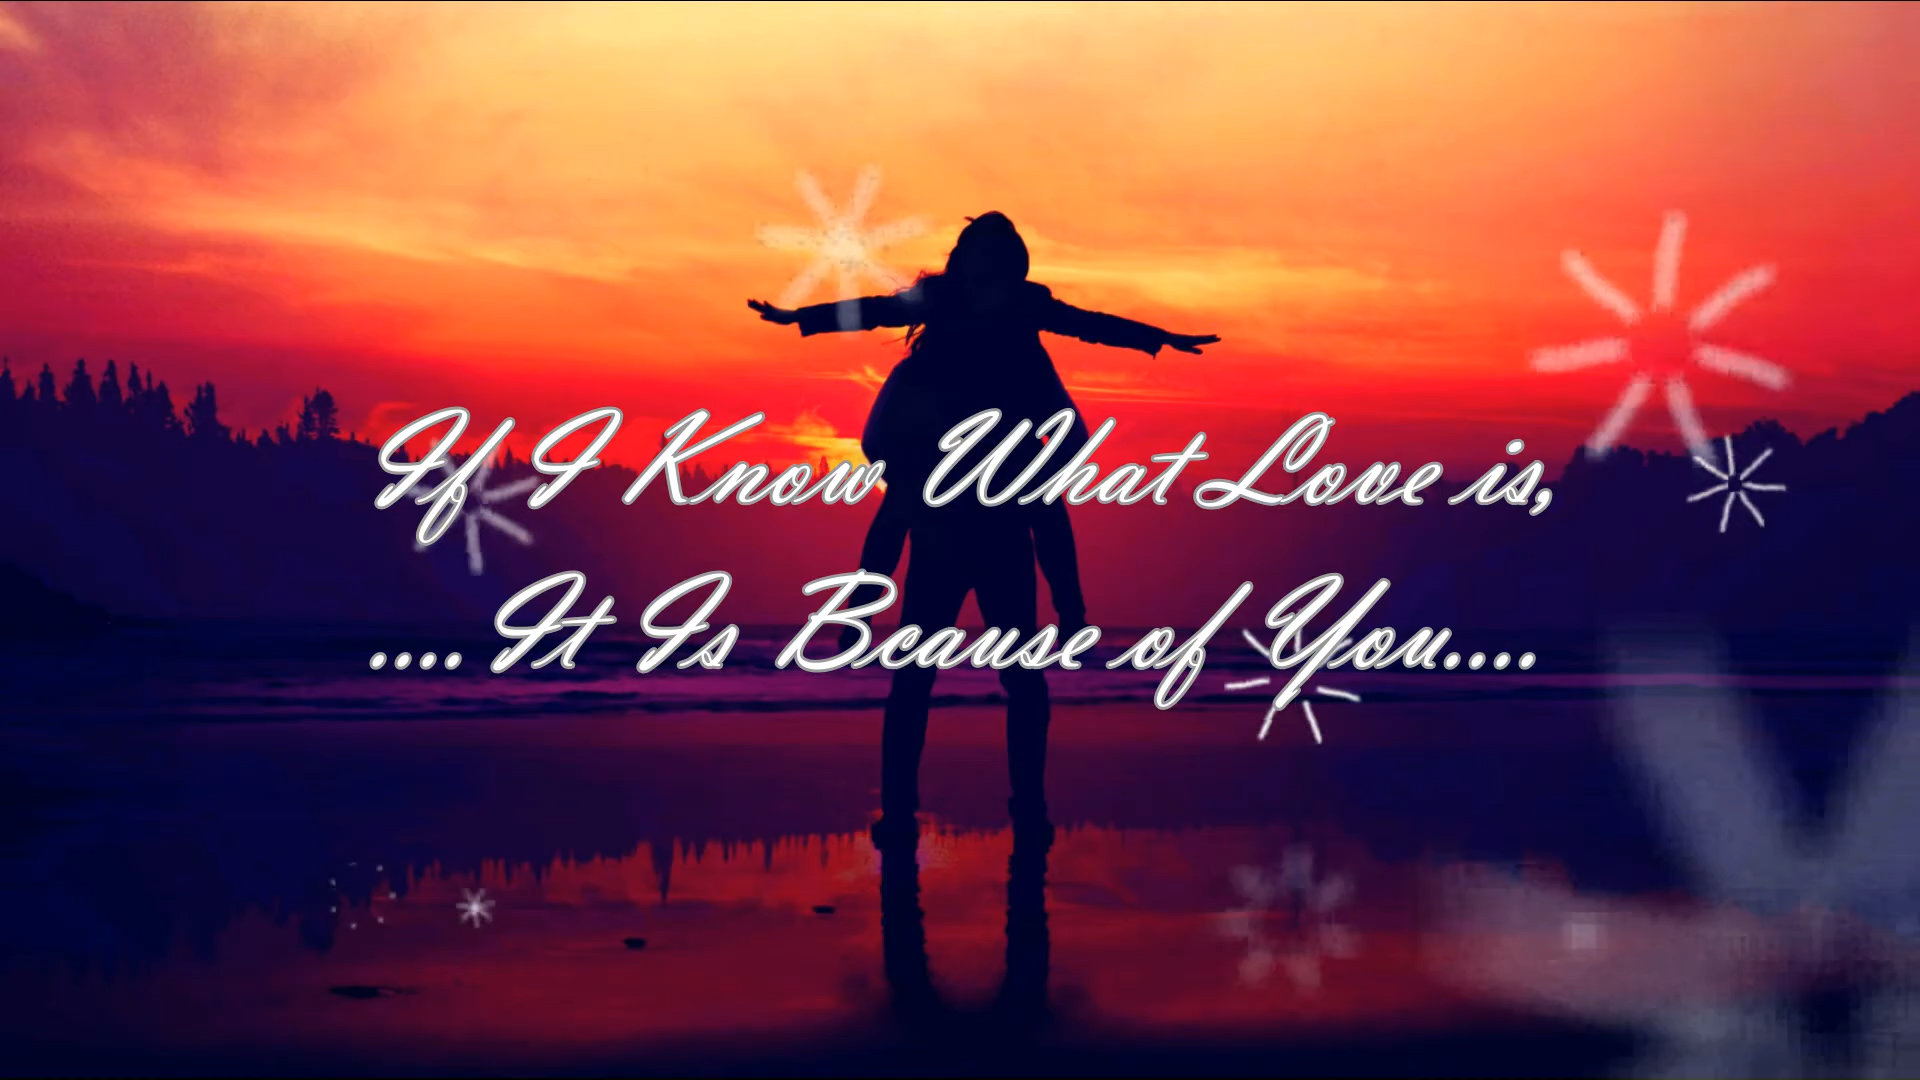 If I Know What Love is,
.... It Is Bcause of You....